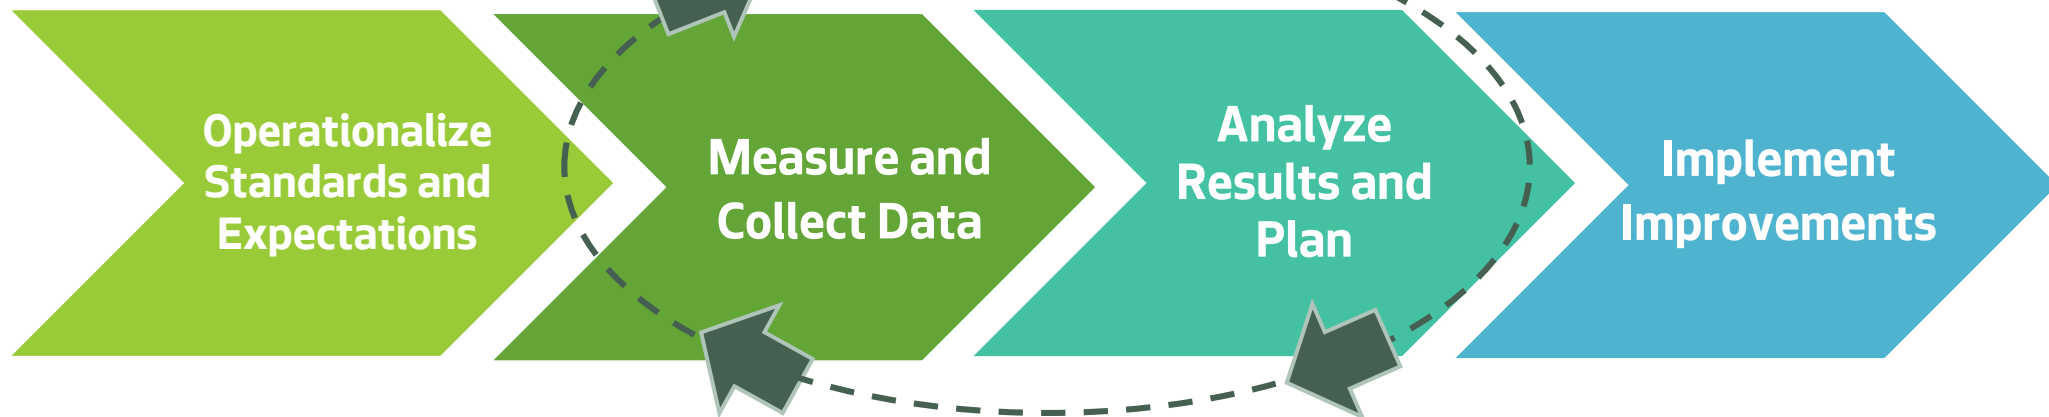 Operationalize
Standards and
Expectations
Measure and
Collect Data
Analyze
Results and
Plan
Implement
Improvements